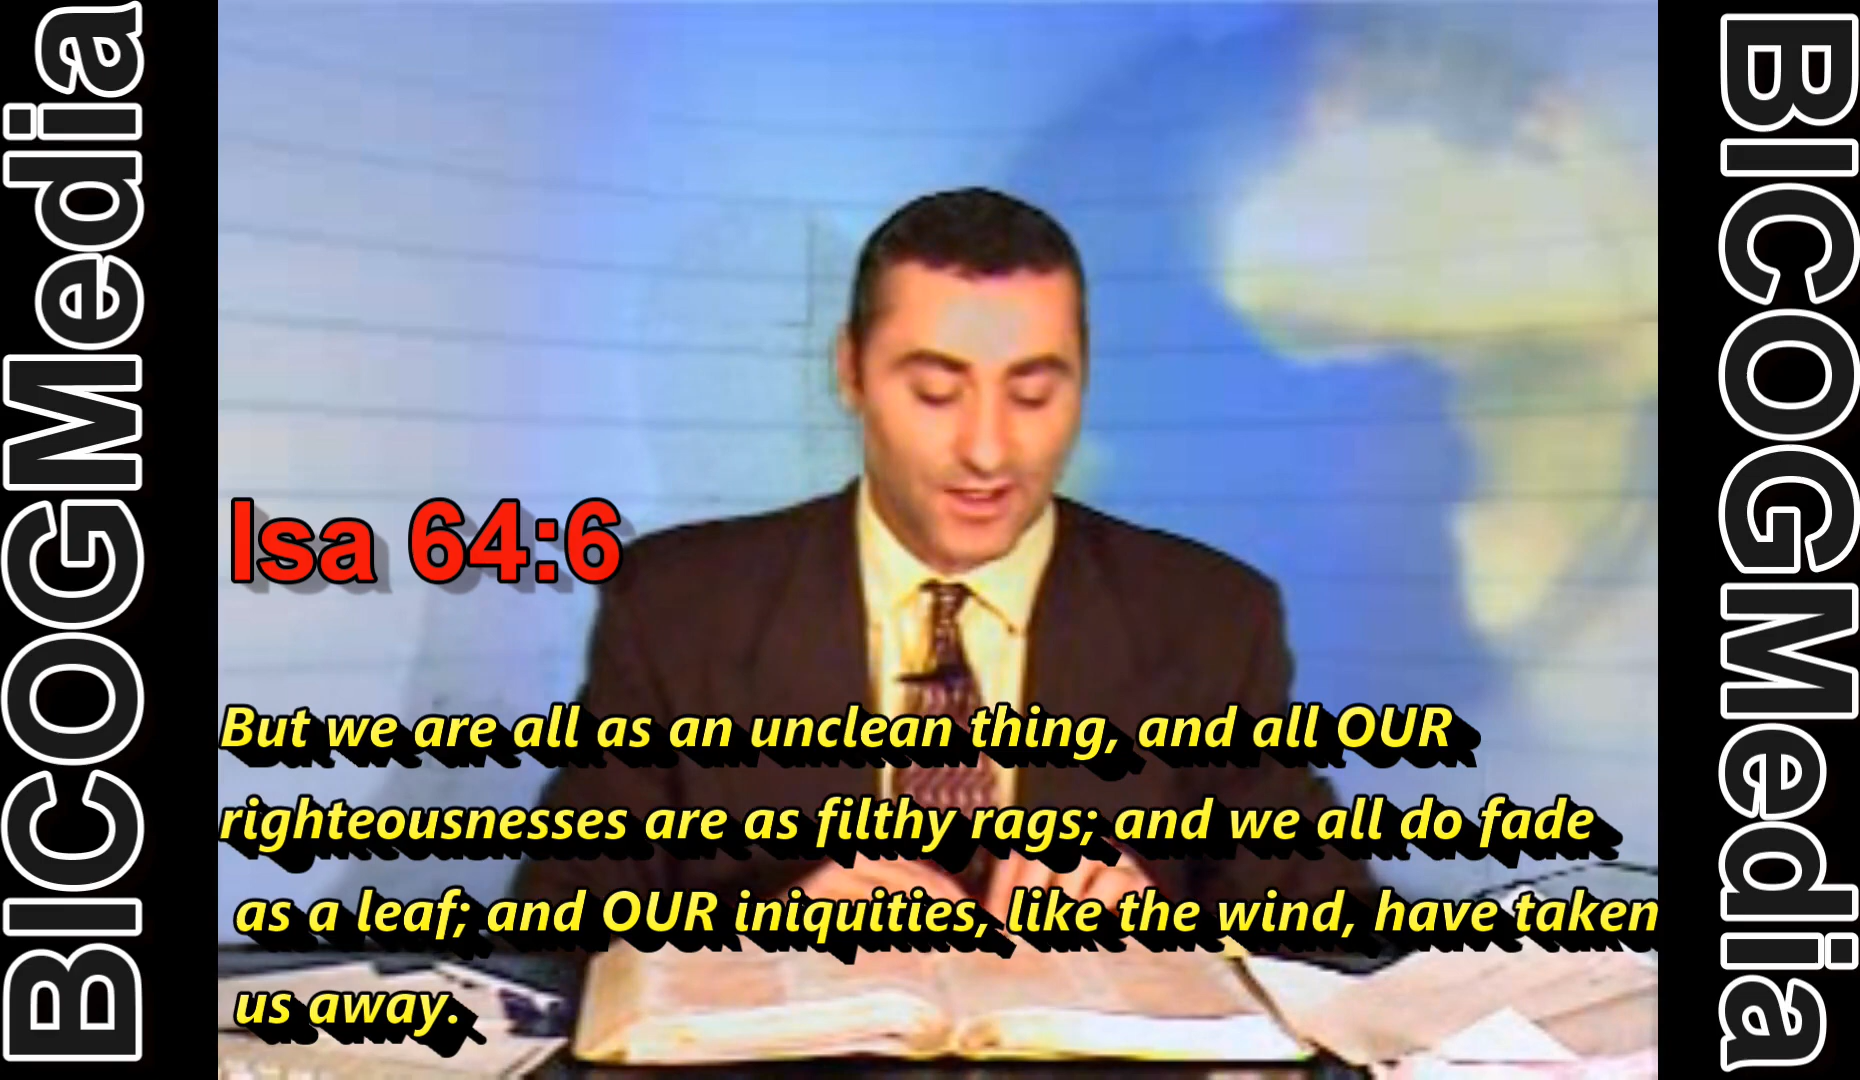 BICOGMedia
Isa 64:6
But we are all as an unclean thing, and all OUR
righteousnesses are as filthy rags; and we all do fade
as a leaf; and OUR iniquities, like the wind, have taken
us away.
BICOGMedia